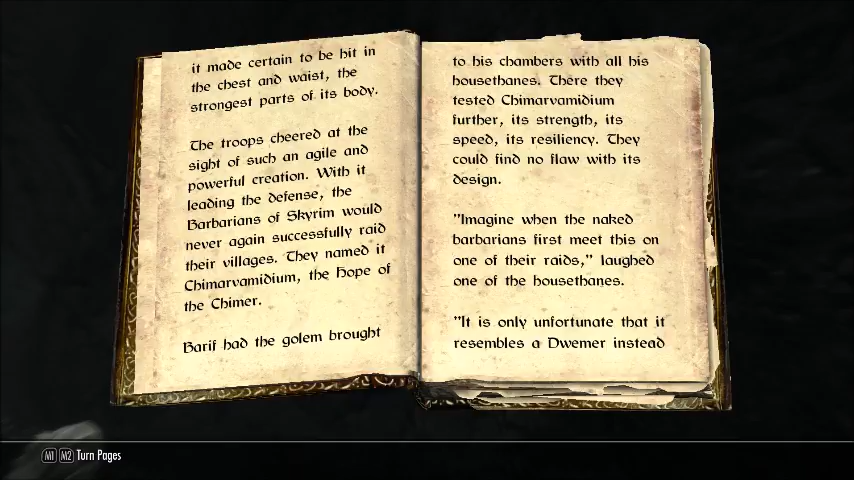 it made certain to be hit in
the chest and waist, the
strongest parts of its body.
The troops cheered at the
sight of such an agile and
powerful creation. With it
leading the defense, the
Barbarians of Skyrim would
never again successfully raid
their villages. They named it
Chimarvamidium, the Hope of
the Chimer.
Barif had the golem brought
to his chambers with all his
housethanes. There they
tested Chimarvamidium
further, its strength, its
speed, its resiliency. They
could find no flaw with its
design.
"Imagine when the naked
barbarians first meet this on
one of their raids," laughed
one of the housethanes.
"It is only unfortunate that it
resembles a Dwemer instead
M1 M2 Turn Pages